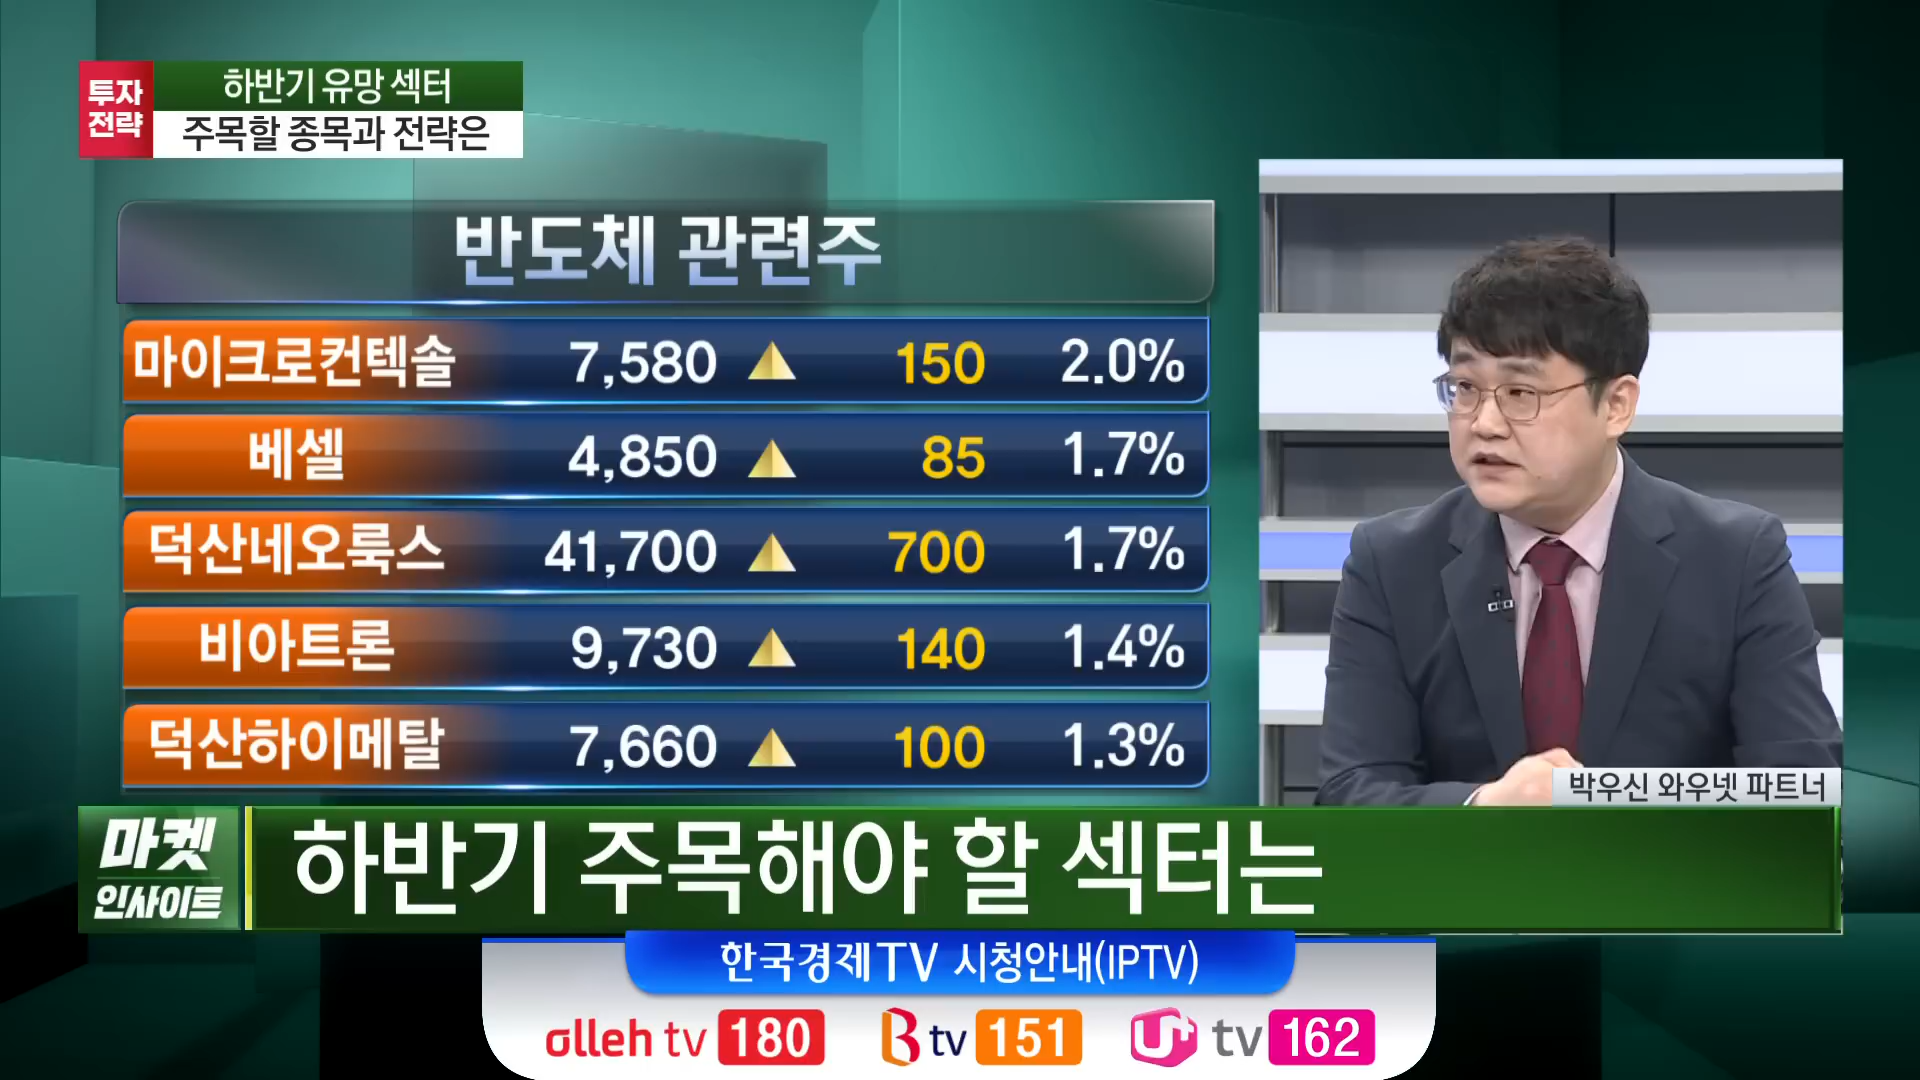 투자
전략
하반기 유망 섹터
주목할 종목과 전략은
반도체 관련주
마이크로컨텍솔 7,580 ▲ 150 2.0%
베셀 4,850 ▲ 85 1.7%
덕산네오룩스 41,700 ▲ 700 1.7%
비아트론 9,730 ▲ 140 1.4%
덕산하이메탈 7,660 ▲ 100 1.3%
박우신 와우넷 파트너
마켓
인사이트
하반기 주목해야 할 섹터는
한국경제TV 시청안내(IPTV)
olleh tv 180 B tv 151 U+ tv 162